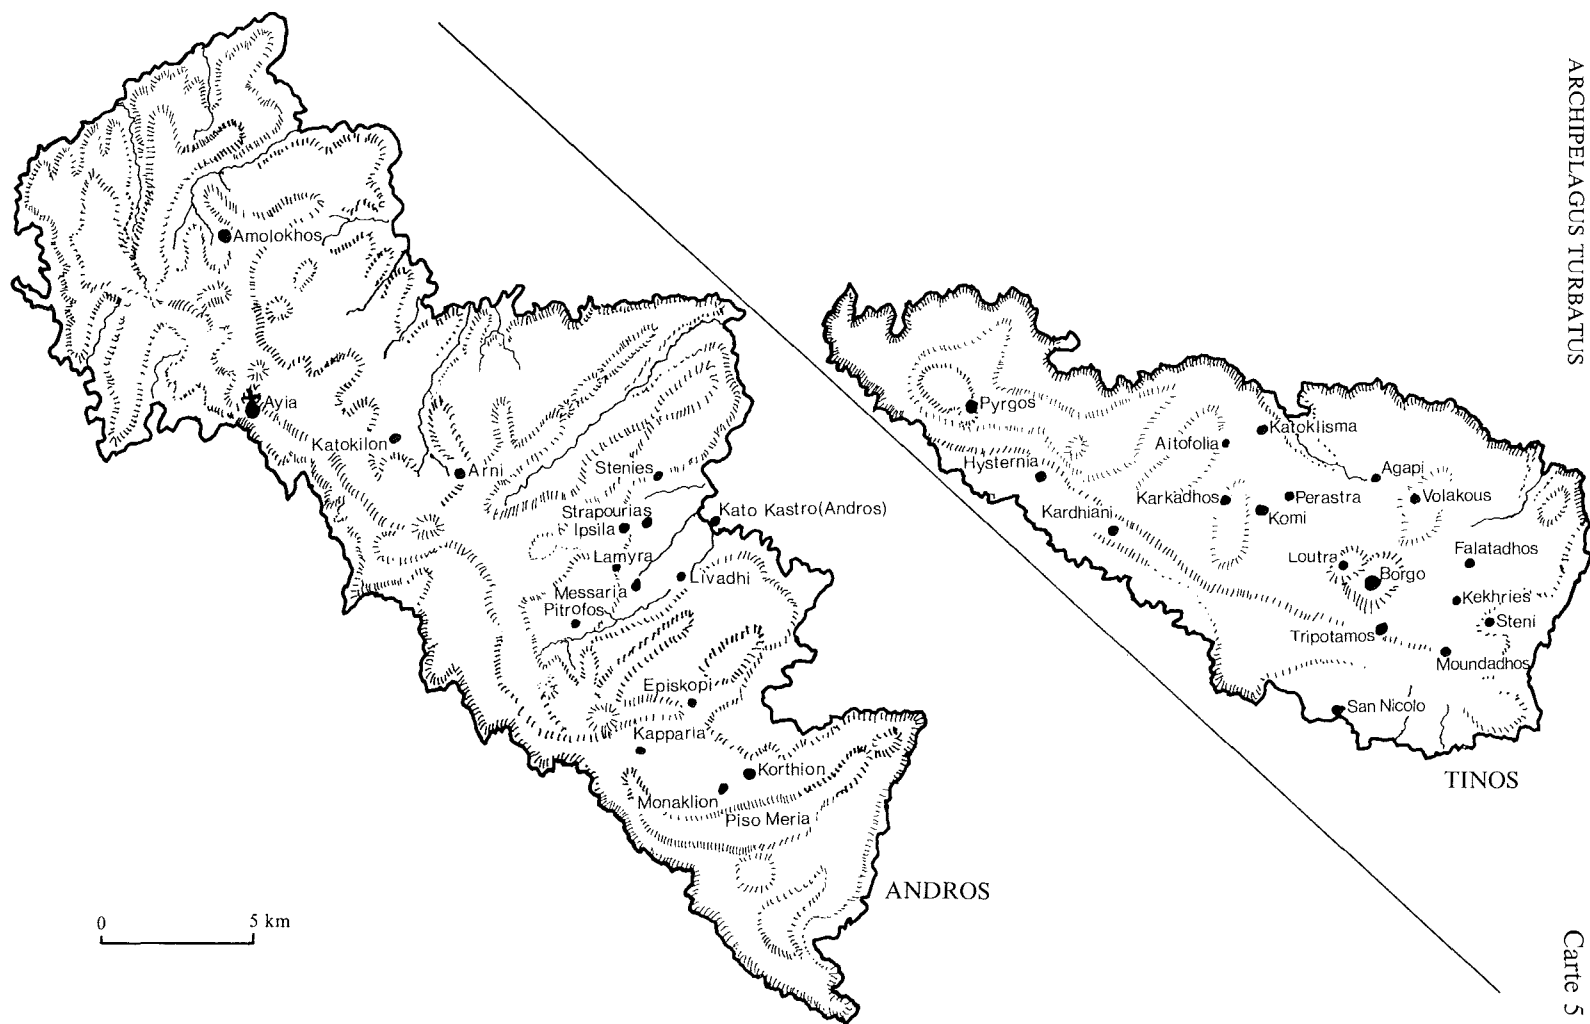 ARCHIPELAGUS TURBATUS
Carte 5
Amolokhos
Ayia
Katokilon
Arni
Stenies
Strapourias
Ipsila
Kato Kastro (Andros)
Lamyra
Livadhi
Messaria
Pitrofos
Episkopi
Kapparia
Korthion
Monaklion
Piso Meria
ANDROS
0 5 km
Pyrgos
Katoklisma
Aitofolia
Hysternia
Agapi
Karkadhos
Perastra
Volakous
Komi
Kardhiani
Falatadhos
Loutra
Borgo
Kekhries
Steni
Tripotamos
Moundadhos
San Nicolo
TINOS